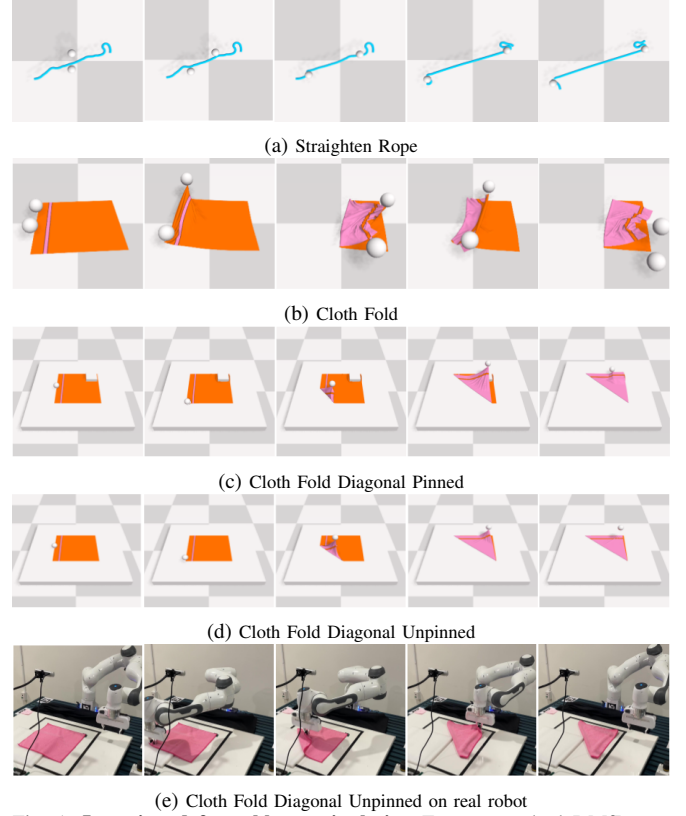 (a) Straighten Rope
(b) Cloth Fold
(c) Cloth Fold Diagonal Pinned
(d) Cloth Fold Diagonal Unpinned
(e) Cloth Fold Diagonal Unpinned on real robot